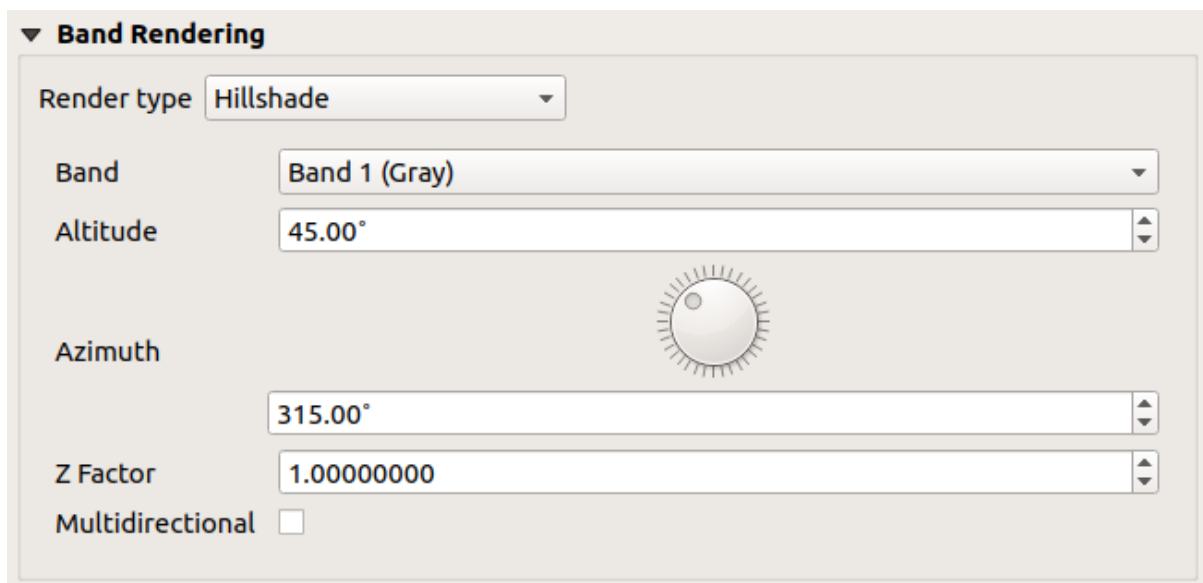 Band Rendering
Render type Hillshade
Band Band 1 (Gray)
Altitude 45.00°
Azimuth
315.00°
Z Factor 1.00000000
Multidirectional